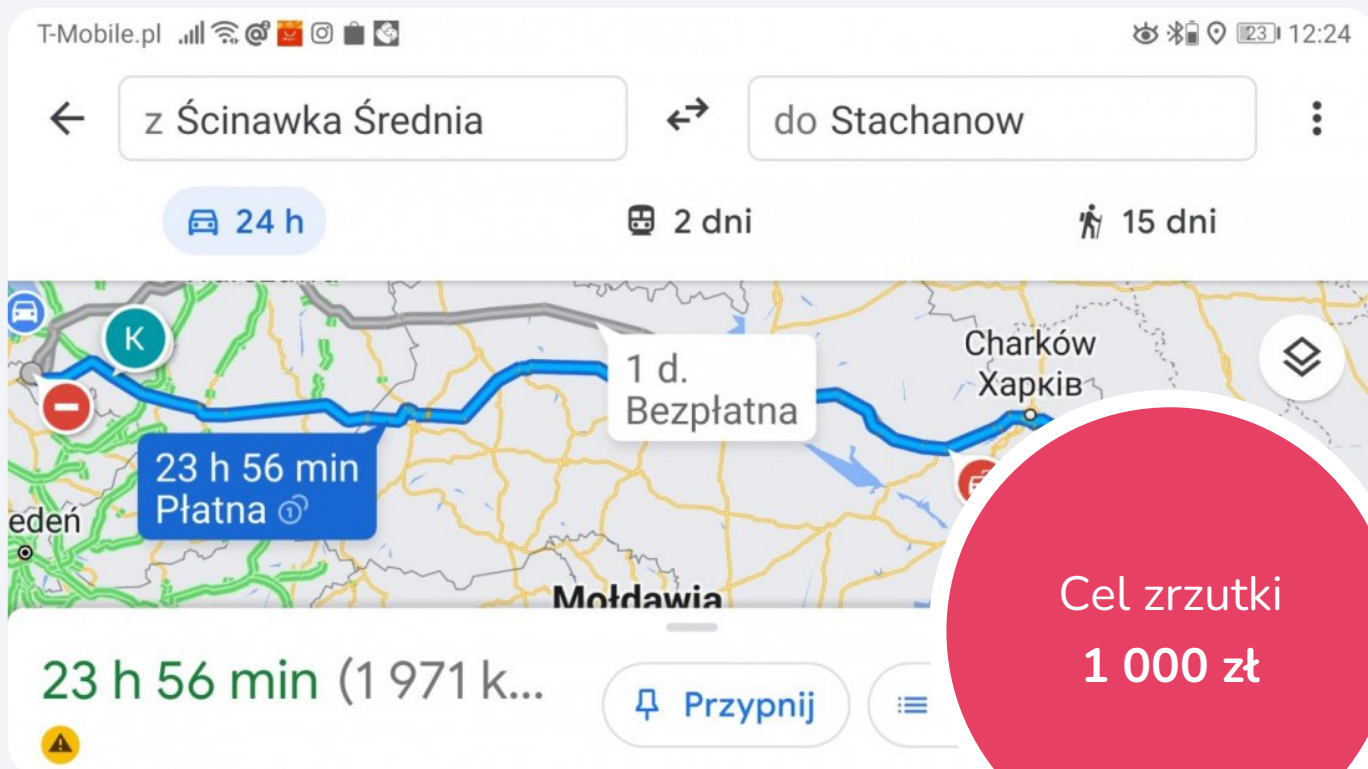 T-Mobile.pl 23 12:24
z Ścinawka Średnia do Stachanow
24 h 2 dni 15 dni
K
Charków
Харків
1 d.
Bezpłatna
23 h 56 min
Płatna
edeń
Mołdawia
23 h 56 min (1 971 k...
Przypnij
Cel zrzutki
1 000 zł